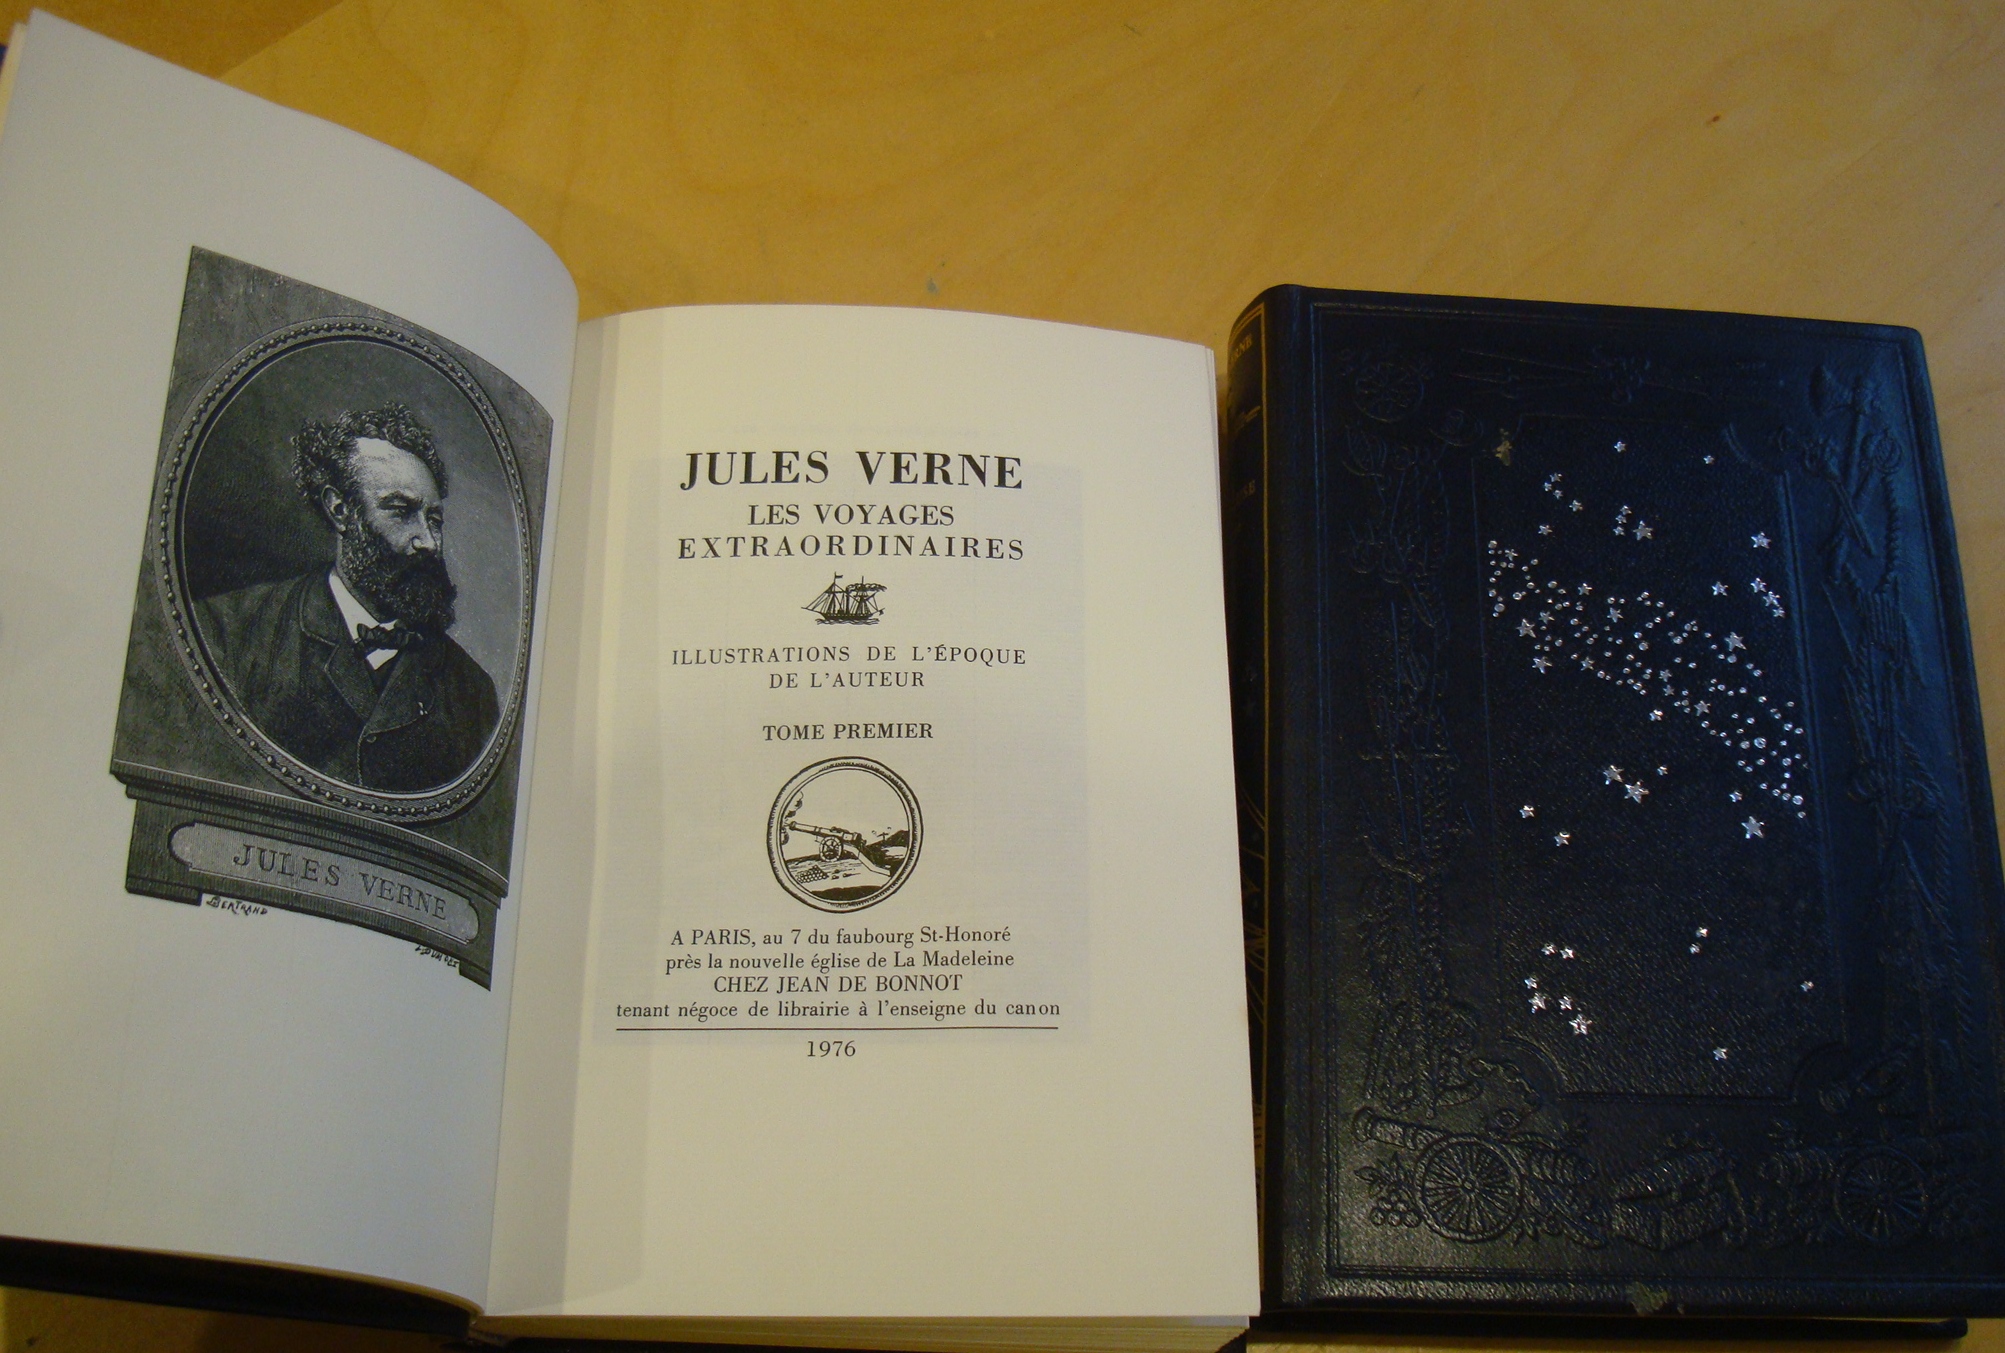 JULES VERNE
BERTRAND
JULES VERNE
LES VOYAGES
EXTRAORDINAIRES
ILLUSTRATIONS DE L'ÉPOQUE
DE L'AUTEUR
TOME PREMIER
A PARIS, au 7 du faubourg St-Honoré
près la nouvelle église de La Madeleine
CHEZ JEAN DE BONNOT
tenant négoce de librairie à l'enseigne du canon
1976